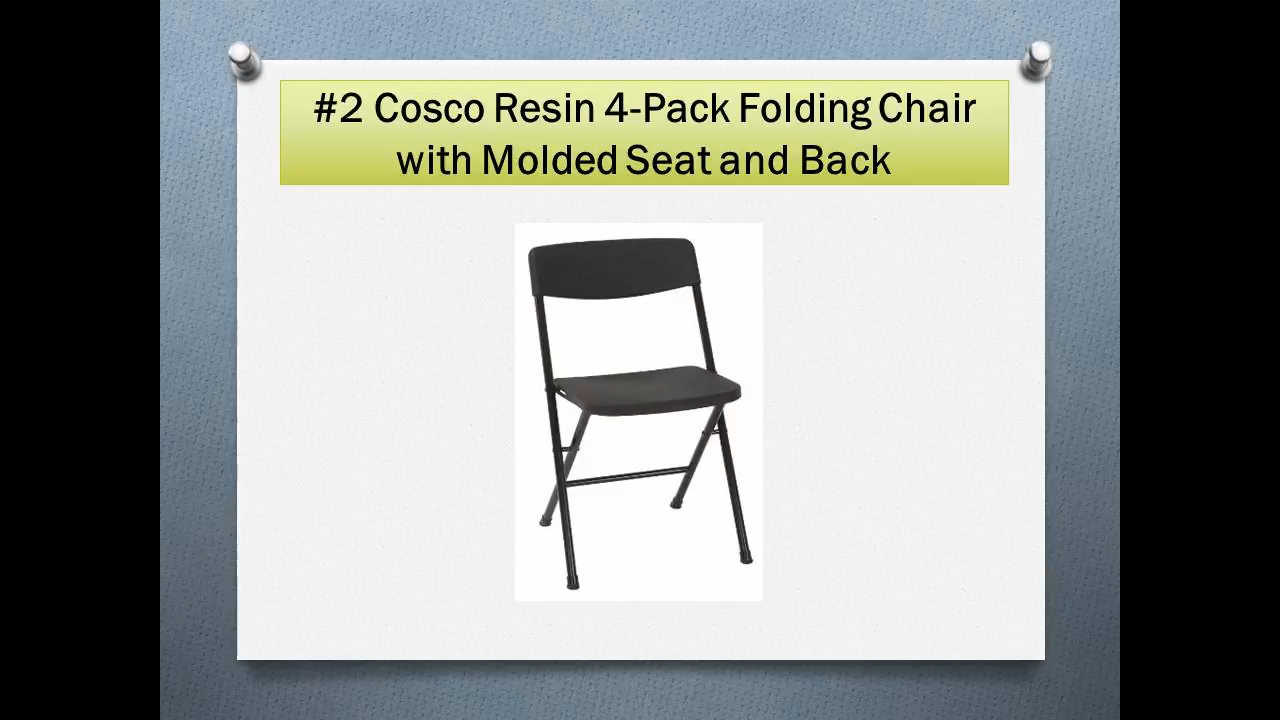 #2 Cosco Resin 4-Pack Folding Chair
with Molded Seat and Back